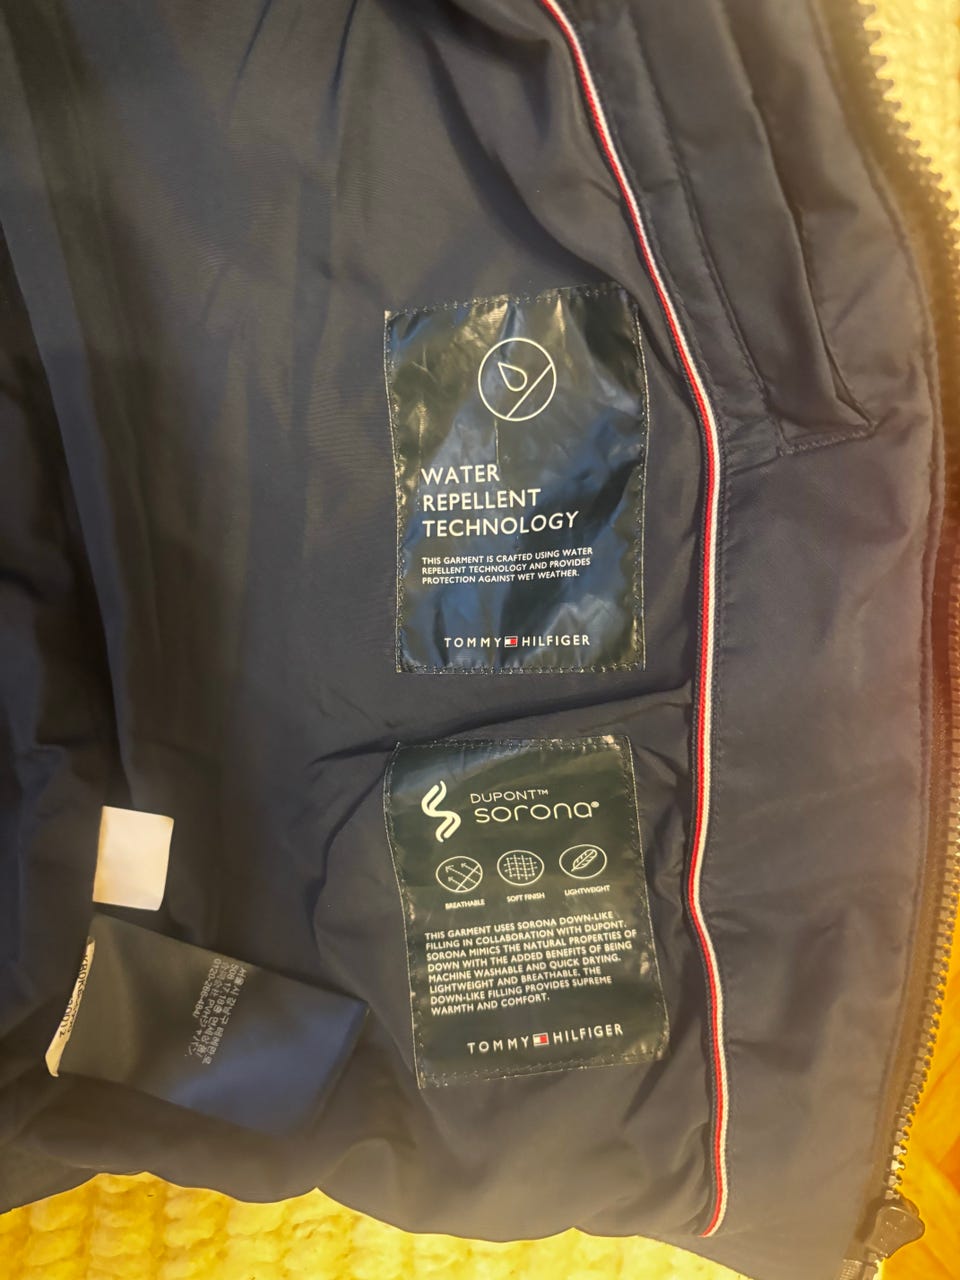 WATER
REPELLENT
TECHNOLOGY
THIS GARMENT IS CRAFTED USING WATER
REPELLENT TECHNOLOGY AND PROVIDES
PROTECTION AGAINST WET WEATHER.
TOMMY HILFIGER
DUPONT™
sorona®
BREATHABLE
SOFT FINISH
LIGHTWEIGHT
THIS GARMENT USES SORONA DOWN-LIKE
FILLING IN COLLABORATION WITH DUPONT.
SORONA MIMICS THE NATURAL PROPERTIES OF
DOWN WITH THE ADDED BENEFITS OF BEING
MACHINE WASHABLE AND QUICK DRYING.
LIGHTWEIGHT AND BREATHABLE, THE
DOWN-LIKE FILLING PROVIDES SUPREME
WARMTH AND COMFORT.
TOMMY HILFIGER